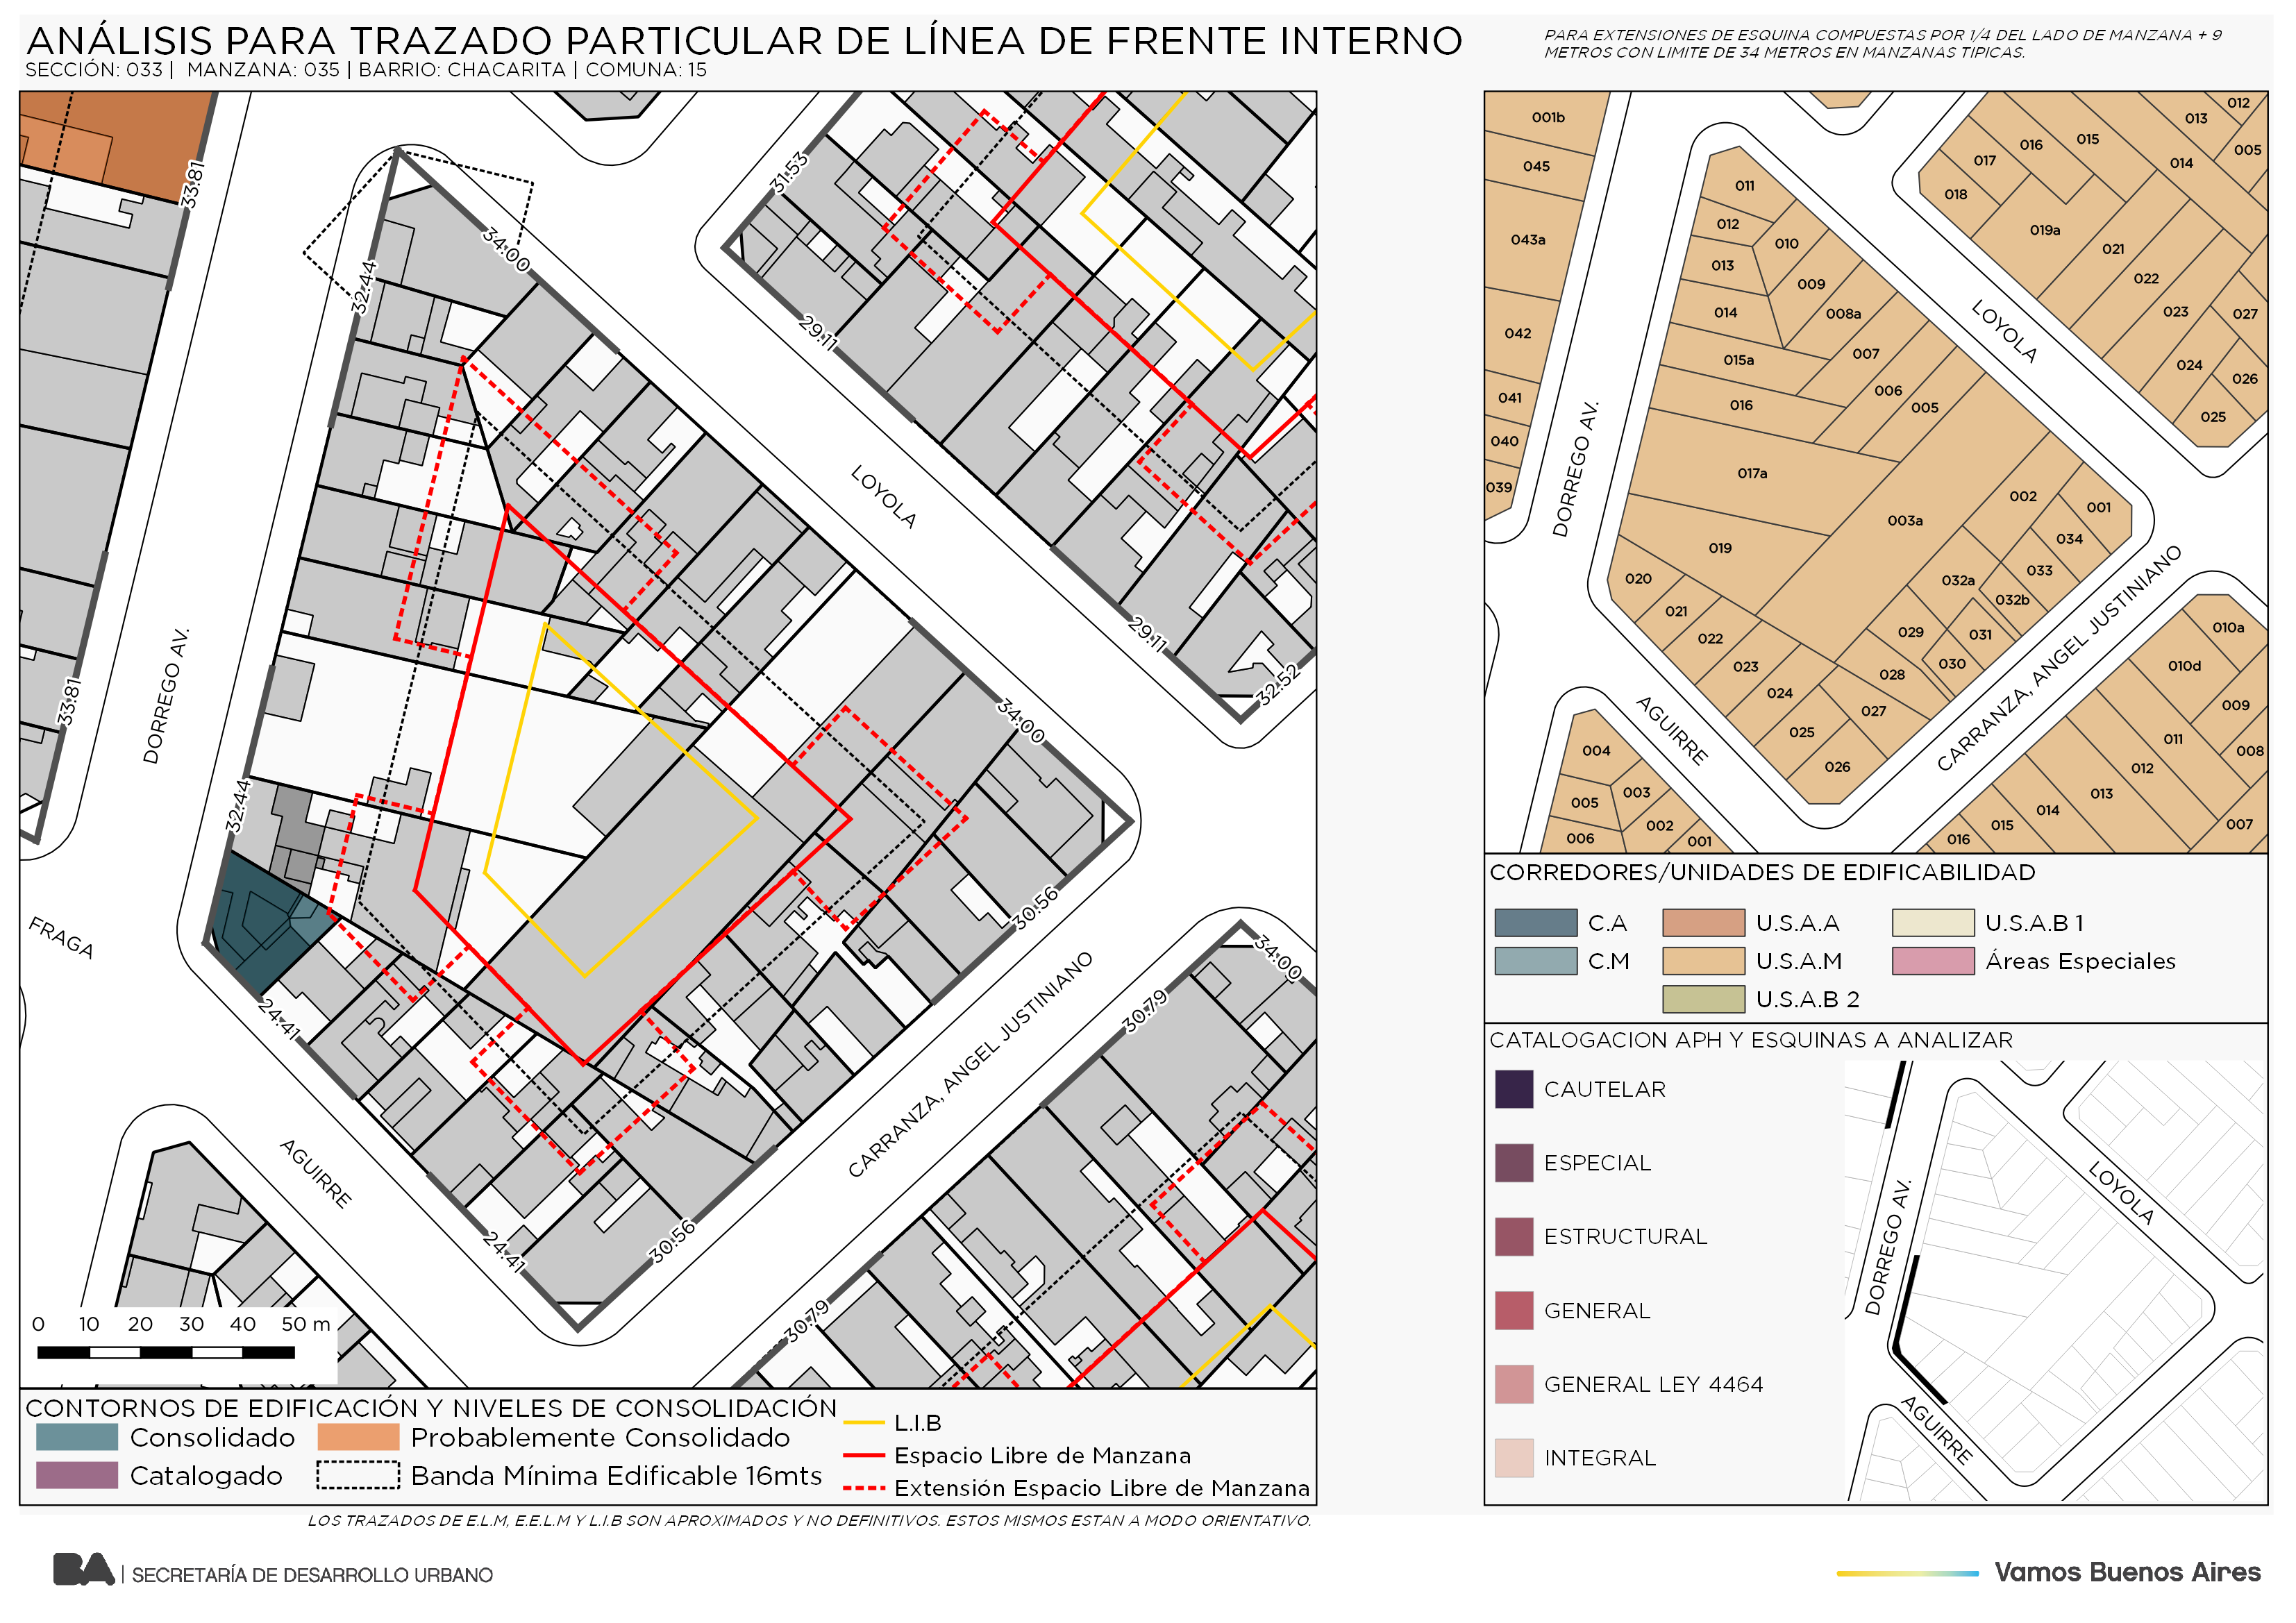 ANÁLISIS PARA TRAZADO PARTICULAR DE LÍNEA DE FRENTE INTERNO
SECCIÓN: 033 | MANZANA: 035 | BARRIO: CHACARITA | COMUNA: 15
PARA EXTENSIONES DE ESQUINA COMPUESTAS POR 1/4 DEL LADO DE MANZANA + 9
METROS CON LIMITE DE 34 METROS EN MANZANAS TIPICAS.
33.81
31.53
34.00
32.44
29.11
LOYOLA
29.11
32.52
DORREGO AV.
33.81
34.00
32.44
FRAGA
30.56
24.41
CARRANZA, ANGEL JUSTINIANO
34.00
30.79
AGUIRRE
24.41
30.56
30.79
0 10 20 30 40 50 m
001b
045
043a
042
041
040
039
011
012
010
013
009
014
008a
015a
007
016
006
005
017a
003a
002
001
034
033
032a
032b
031
030
029
028
019
020
021
022
023
024
025
027
026
012
013
005
015
016
014
017
018
019a
021
022
023
027
024
026
025
LOYOLA
DORREGO AV.
AGUIRRE
CARRANZA, ANGEL JUSTINIANO
004
003
005
002
006
001
010a
010d
009
011
008
012
013
014
015
016
007
CORREDORES/UNIDADES DE EDIFICABILIDAD
C.A
U.S.A.A
U.S.A.B 1
C.M
U.S.A.M
Áreas Especiales
U.S.A.B 2
CATALOGACION APH Y ESQUINAS A ANALIZAR
CAUTELAR
ESPECIAL
ESTRUCTURAL
GENERAL
GENERAL LEY 4464
INTEGRAL
LOYOLA
DORREGO AV.
AGUIRRE
CONTORNOS DE EDIFICACIÓN Y NIVELES DE CONSOLIDACIÓN
Consolidado
Probablemente Consolidado
Catalogado
Banda Mínima Edificable 16mts
L.I.B
Espacio Libre de Manzana
Extensión Espacio Libre de Manzana
LOS TRAZADOS DE E.L.M, E.E.L.M Y L.I.B SON APROXIMADOS Y NO DEFINITIVOS. ESTOS MISMOS ESTAN A MODO ORIENTATIVO.
BA | SECRETARÍA DE DESARROLLO URBANO
Vamos Buenos Aires